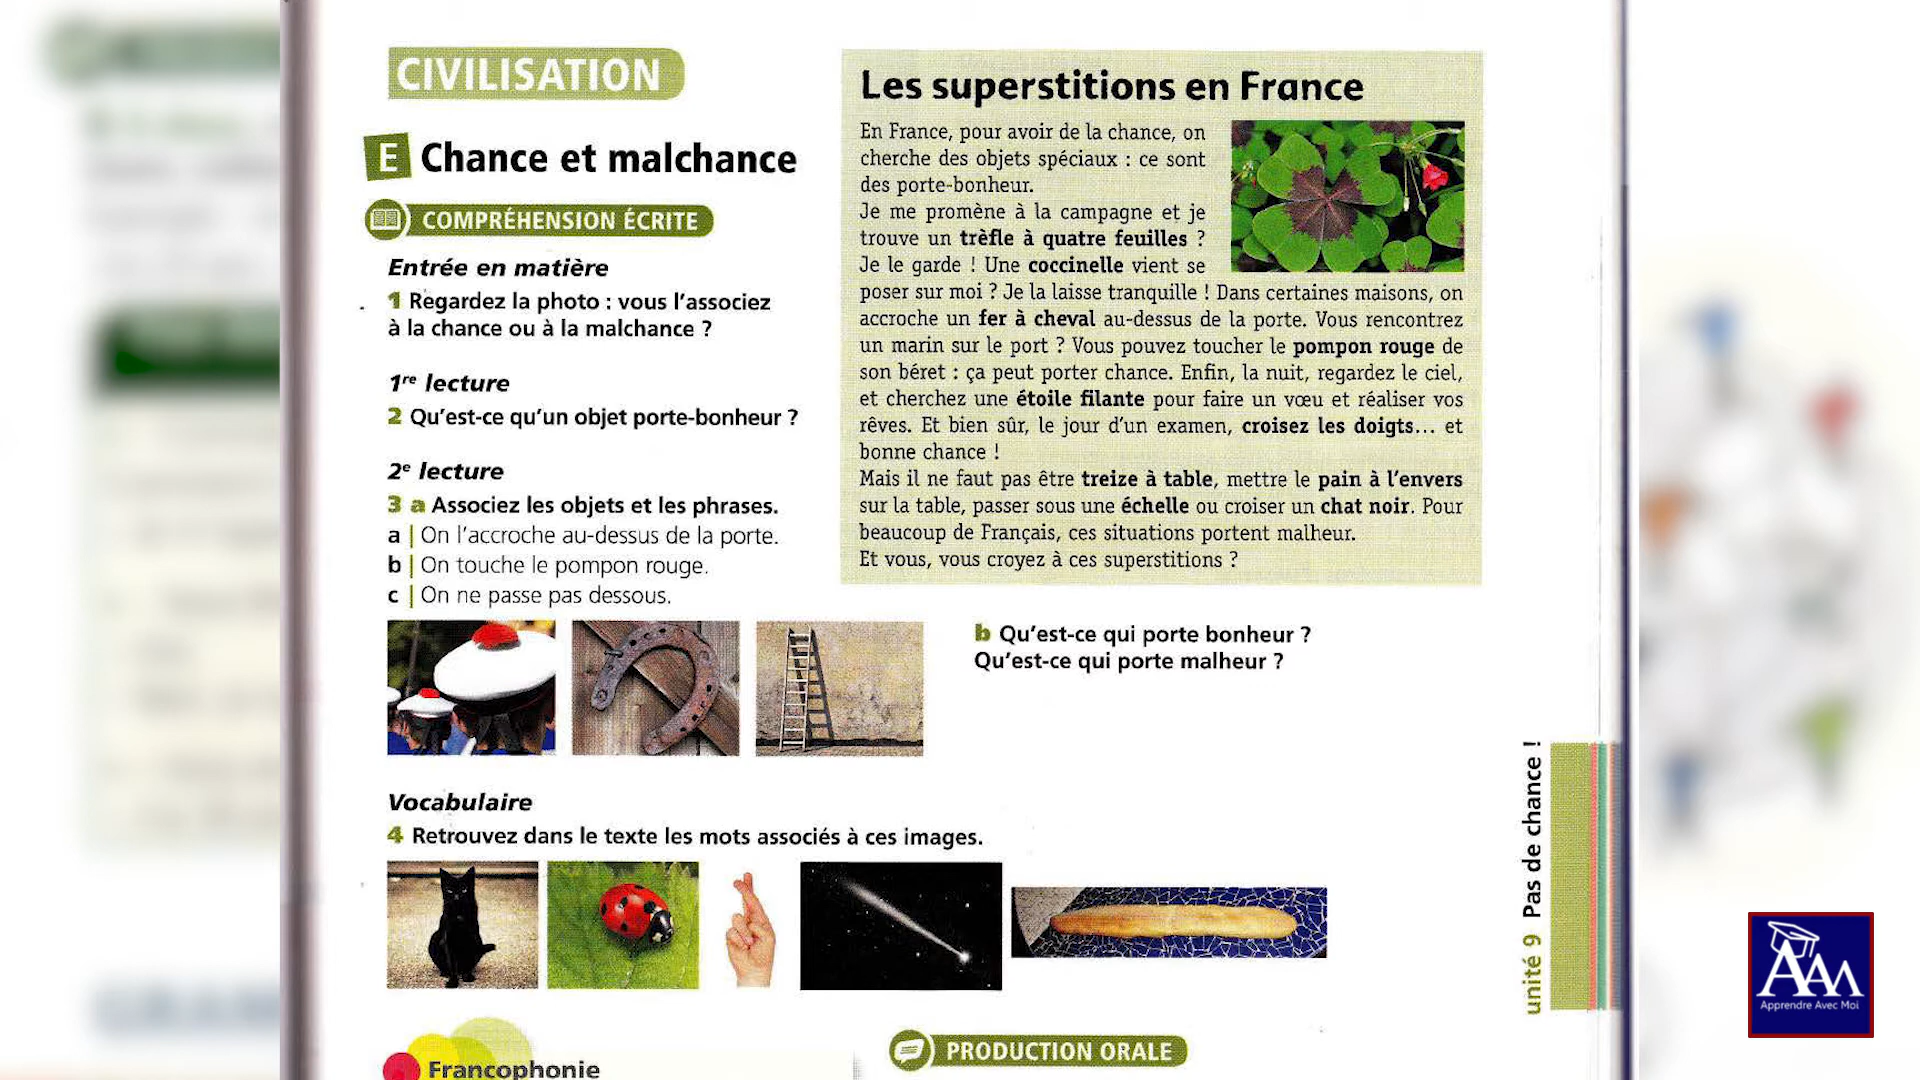 CIVILISATION
E Chance et malchance
COMPRÉHENSION ÉCRITE
Entrée en matière
1 Regardez la photo : vous l'associez
à la chance ou à la malchance ?
1re lecture
2 Qu'est-ce qu'un objet porte-bonheur ?
2e lecture
3 a Associez les objets et les phrases.
a | On l'accroche au-dessus de la porte.
b | On touche le pompon rouge.
c | On ne passe pas dessous.
Les superstitions en France
En France, pour avoir de la chance, on
cherche des objets spéciaux : ce sont
des porte-bonheur.
Je me promène à la campagne et je
trouve un trèfle à quatre feuilles ?
Je le garde ! Une coccinelle vient se
poser sur moi ? Je la laisse tranquille ! Dans certaines maisons, on
accroche un fer à cheval au-dessus de la porte. Vous rencontrez
un marin sur le port ? Vous pouvez toucher le pompon rouge de
son béret : ça peut porter chance. Enfin, la nuit, regardez le ciel,
et cherchez une étoile filante pour faire un vœu et réaliser vos
rêves. Et bien sûr, le jour d'un examen, croisez les doigts... et
bonne chance !
Mais il ne faut pas être treize à table, mettre le pain à l'envers
sur la table, passer sous une échelle ou croiser un chat noir. Pour
beaucoup de Français, ces situations portent malheur.
Et vous, vous croyez à ces superstitions ?
b Qu'est-ce qui porte bonheur ?
Qu'est-ce qui porte malheur ?
Vocabulaire
4 Retrouvez dans le texte les mots associés à ces images.
Francophonie
PRODUCTION ORALE
unité 9 Pas de chance !
AAM
Apprendre Avec Moi